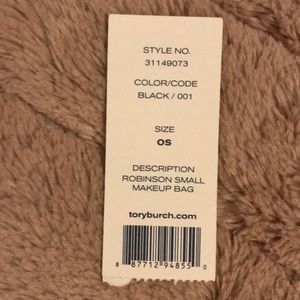 STYLE NO.
31149073
COLOR/CODE
BLACK / 001
SIZE
OS
DESCRIPTION
ROBINSON SMALL
MAKEUP BAG
toryburch.com
8 87712 94855 0